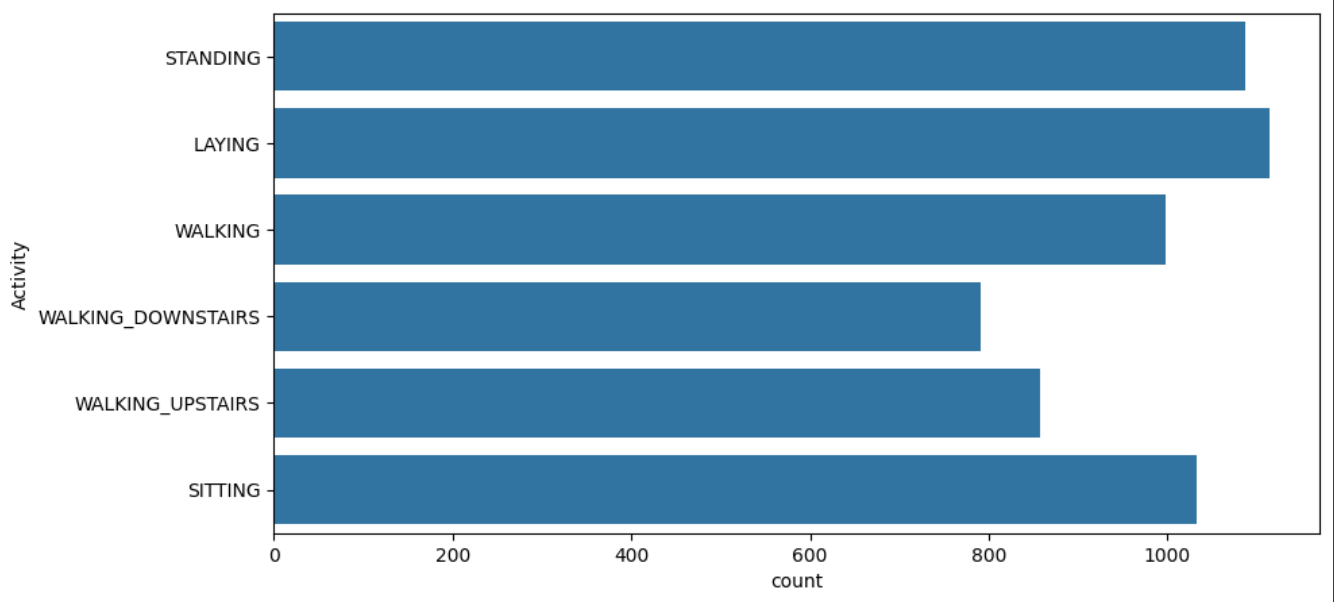 STANDING
LAYING
WALKING
WALKING_DOWNSTAIRS
WALKING_UPSTAIRS
SITTING
Activity
0 200 400 600 800 1000
count